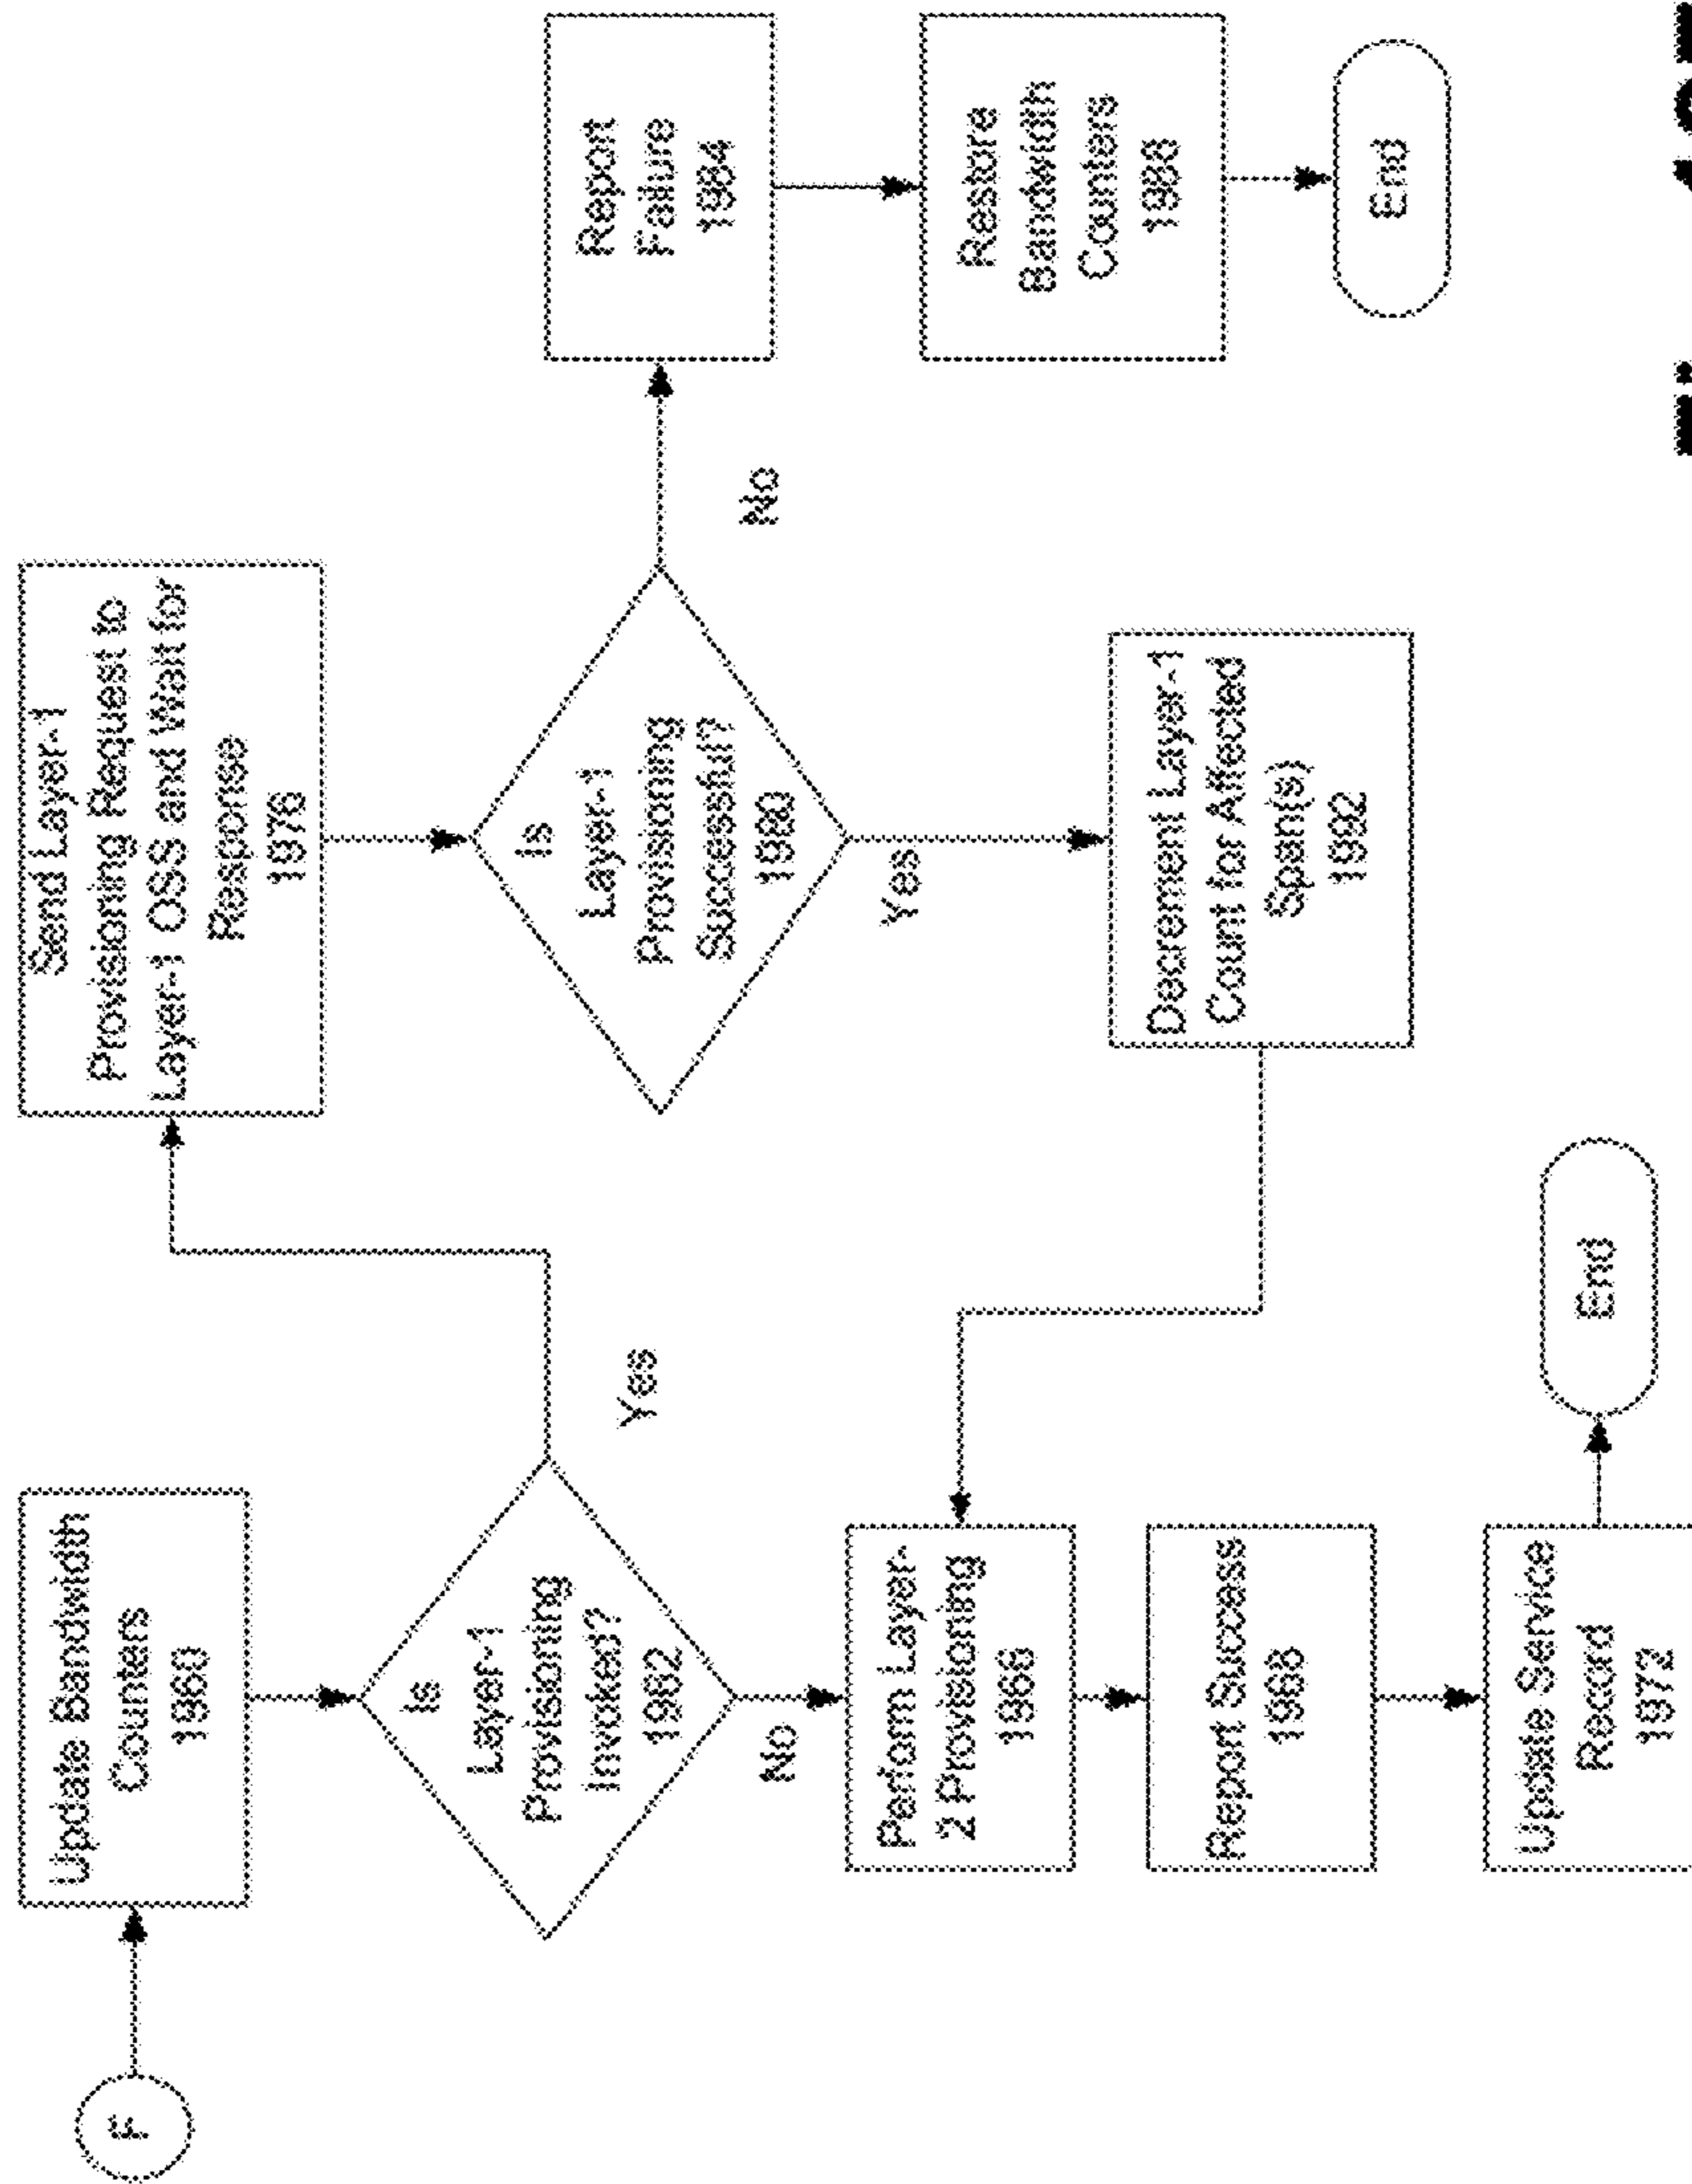 F
Update Bandwidth
Counters
1960
Is
Layer-1
Provisioning
Invoked?
1962
Yes
No
Perform Layer-
2 Provisioning
1966
Report Success
1968
Update Service
Record
1972
End
Send Layer-1
Provisioning Request to
Layer-1 OSS and Wait for
Response
1976
Is
Layer-1
Provisioning
Successful?
1980
No
Yes
Decrement Layer-1
Count for Affected
Span(s)
1992
Report
Failure
1984
Restore
Bandwidth
Counters
1988
End